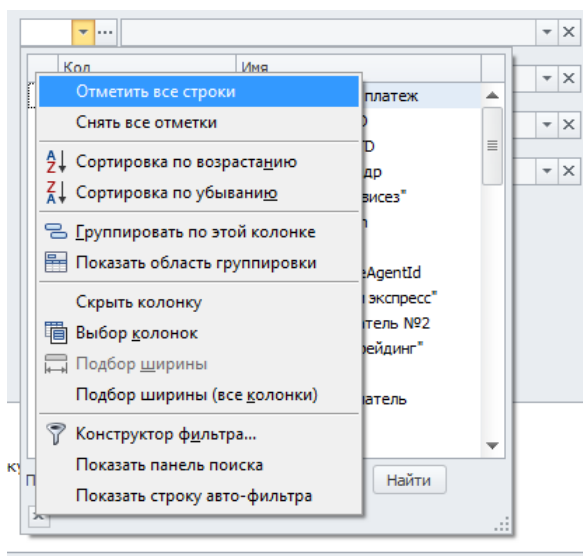 Код Имя
Отметить все строки
Снять все отметки
Сортировка по возрастанию
Сортировка по убыванию
Группировать по этой колонке
Показать область группировки
Скрыть колонку
Выбор колонок
Подбор ширины
Подбор ширины (все колонки)
Конструктор фильтра...
Показать панель поиска
Показать строку авто-фильтра
платеж
др
висез"
eAgentId
экспресс"
тель №2
рейдинг"
атель
Найти